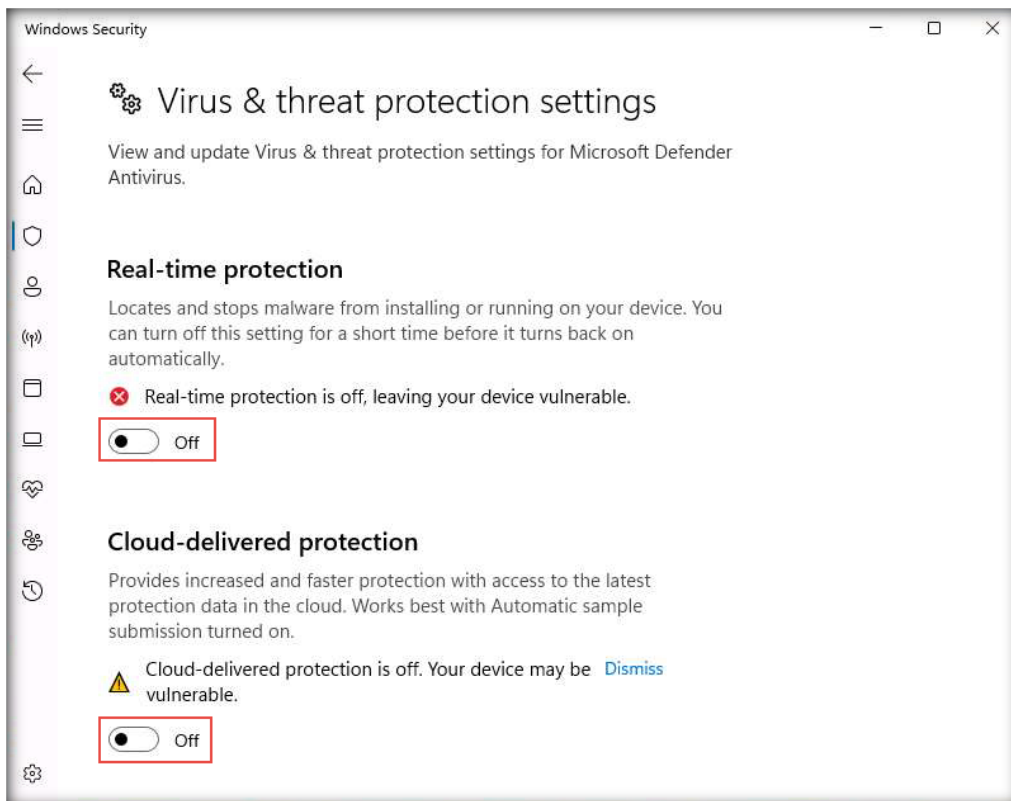 Windows Security
Virus & threat protection settings
View and update Virus & threat protection settings for Microsoft Defender
Antivirus.
Real-time protection
Locates and stops malware from installing or running on your device. You
can turn off this setting for a short time before it turns back on
automatically.
Real-time protection is off, leaving your device vulnerable.
Off
Cloud-delivered protection
Provides increased and faster protection with access to the latest
protection data in the cloud. Works best with Automatic sample
submission turned on.
Cloud-delivered protection is off. Your device may be Dismiss
vulnerable.
Off